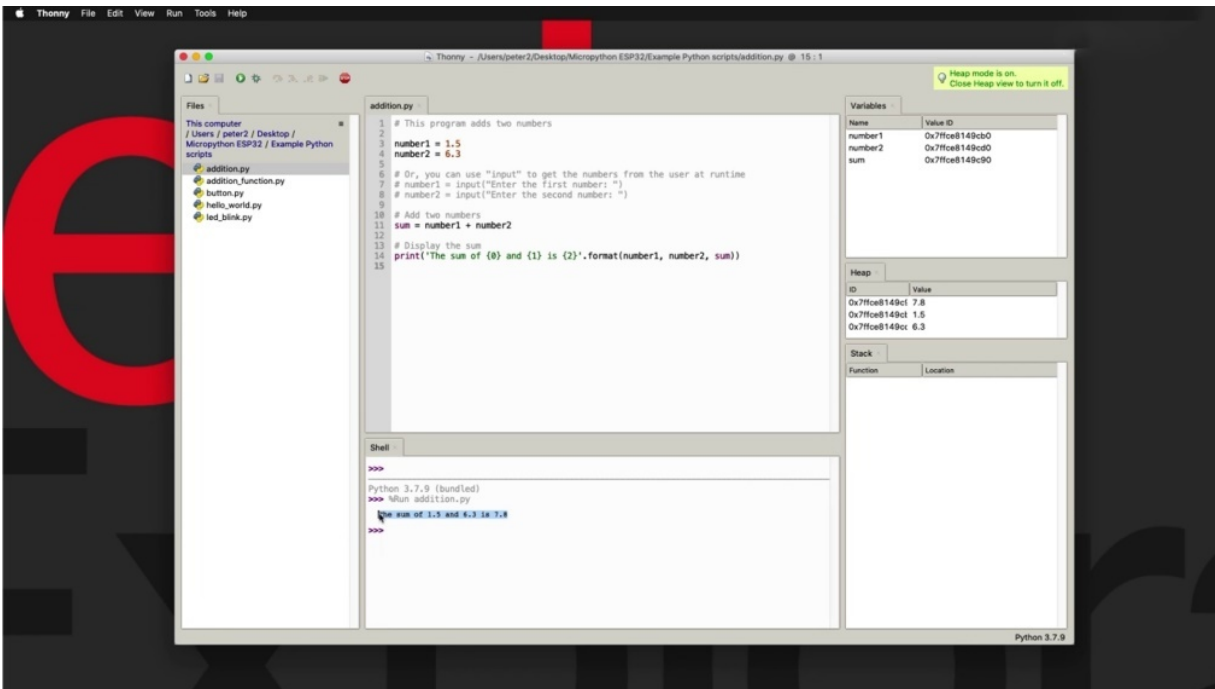 Thonny File Edit View Run Tools Help
Thonny - /Users/peter2/Desktop/Micropython ESP32/Example Python scripts/addition.py @ 15 : 1
Heap mode is on.
Close Heap view to turn it off.
Files
This computer
/ Users / peter2 / Desktop /
Micropython ESP32 / Example Python
scripts
addition.py
addition_function.py
button.py
hello_world.py
led_blink.py
addition.py
1 # This program adds two numbers
2
3 number1 = 1.5
4 number2 = 6.3
5
6 # Or, you can use "input" to get the numbers from the user at runtime
7 # number1 = input("Enter the first number: ")
8 # number2 = input("Enter the second number: ")
9
10 # Add two numbers
11 sum = number1 + number2
12
13 # Display the sum
14 print('The sum of {0} and {1} is {2}'.format(number1, number2, sum))
15
Shell
>>>
Python 3.7.9 (bundled)
>>> %Run addition.py
The sum of 1.5 and 6.3 is 7.8
>>>
Variables
Name Value ID
number1 0x7ffce8149cb0
number2 0x7ffce8149cd0
sum 0x7ffce8149c90
Heap
ID Value
7.8
1.5
6.3
Stack
Function Location
Python 3.7.9